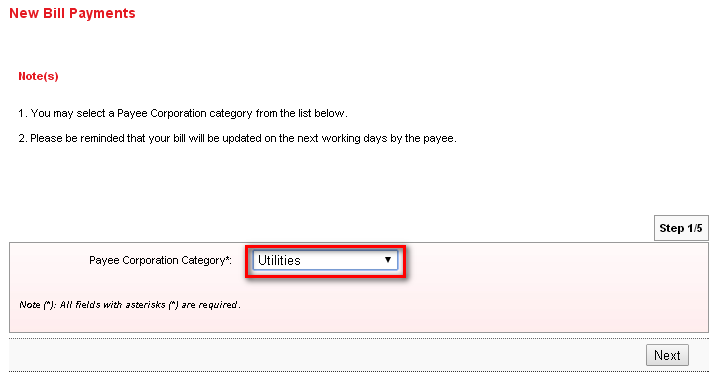 New Bill Payments
Note(s)
1. You may select a Payee Corporation category from the list below.
2. Please be reminded that your bill will be updated on the next working days by the payee.
Step 1/5
Payee Corporation Category*: Utilities
Note (*): All fields with asterisks (*) are required.
Next